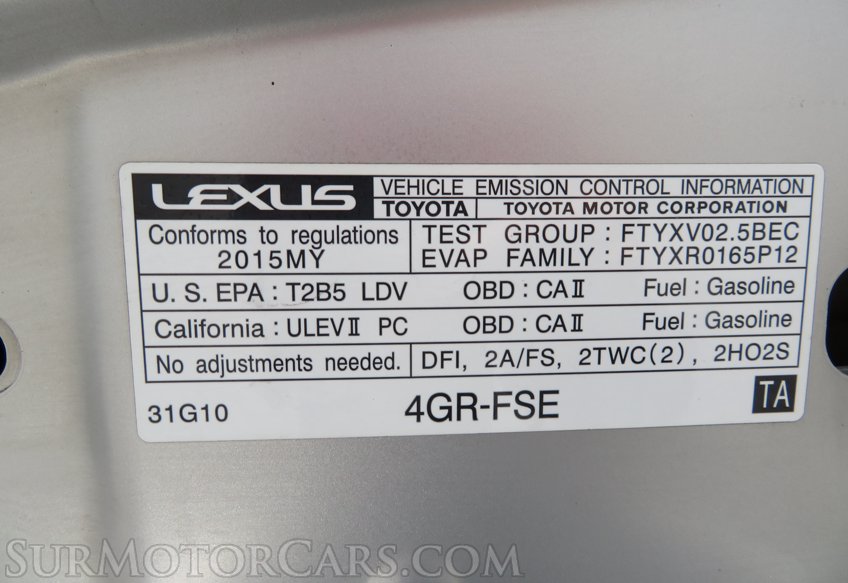 LEXUS VEHICLE EMISSION CONTROL INFORMATION
TOYOTA TOYOTA MOTOR CORPORATION
Conforms to regulations TEST GROUP : FTYXV02.5BEC
2015MY EVAP FAMILY : FTYXR0165P12
U. S. EPA : T2B5 LDV OBD : CAⅡ Fuel : Gasoline
California : ULEVⅡ PC OBD : CAⅡ Fuel : Gasoline
No adjustments needed. DFI, 2A/FS, 2TWC(2), 2HO2S
31G10 4GR-FSE TA
SurMotorCars.com